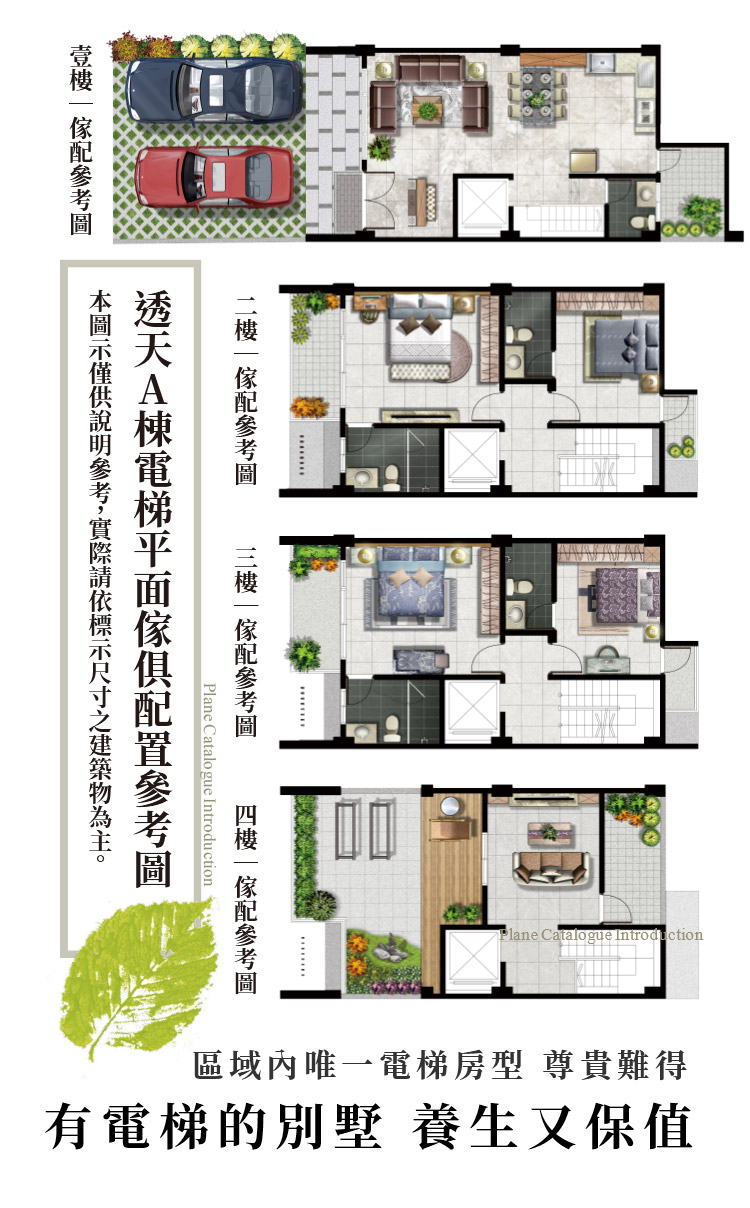 壹樓｜傢配參考圖
透天A棟電梯平面傢俱配置參考圖
本圖示僅供說明參考，實際請依標示尺寸之建築物為主。
Plane Catalogue Introduction
二樓｜傢配參考圖
三樓｜傢配參考圖
四樓｜傢配參考圖
Plane Catalogue Introduction
區域內唯一電梯房型 尊貴難得
有電梯的別墅 養生又保值